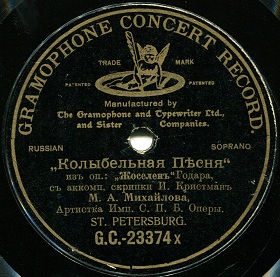 GRAMOPHONE CONCERT RECORD.
TRADE MARK
PATENTED PATENTED
Manufactured by
The Gramophone and Typewriter Ltd.,
and Sister Companies.
RUSSIAN SOPRANO
„Колыбельная Пѣсня“
изъ оп.: „Жоселенъ“ Годара,
съ аккомп. скрипки И. Кристманъ
М. А. Михайлова,
Артистка Имп. С. П. Б. Оперы.
ST. PETERSBURG.
G.C.-23374 x